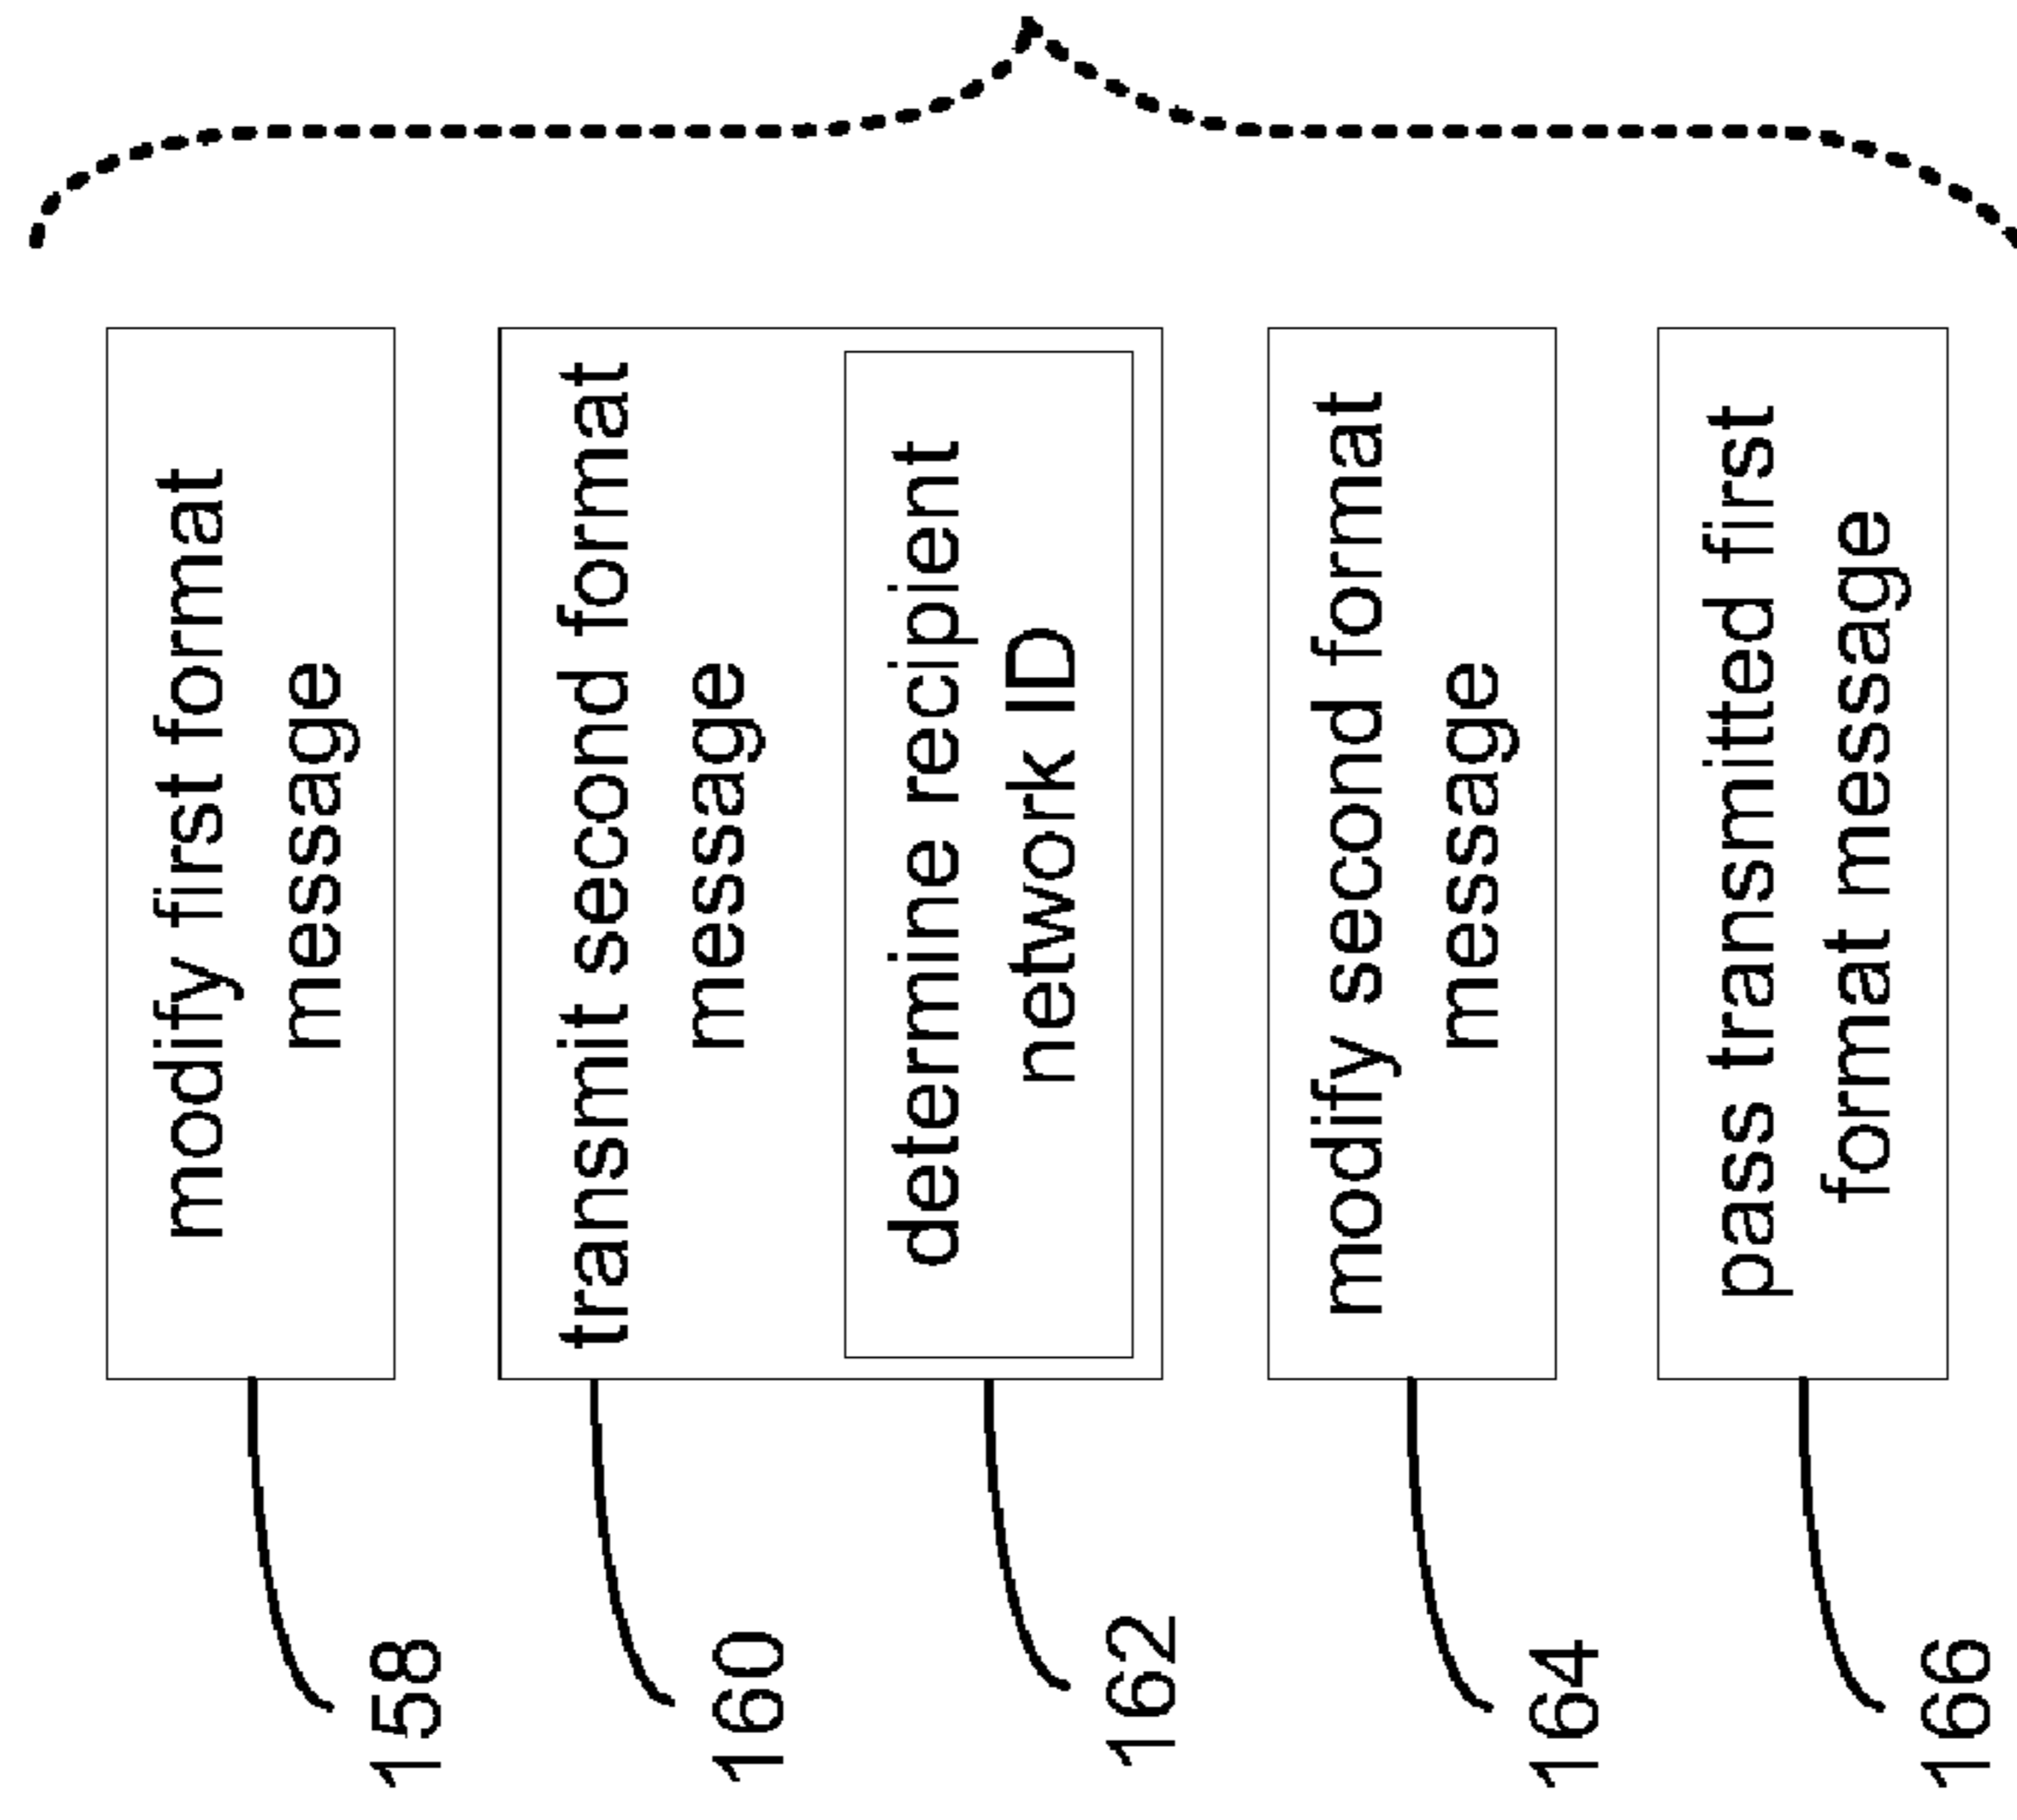 modify first format
message
158
transmit second format
message
160
determine recipient
network ID
162
modify second format
message
164
pass transmitted first
format message
166